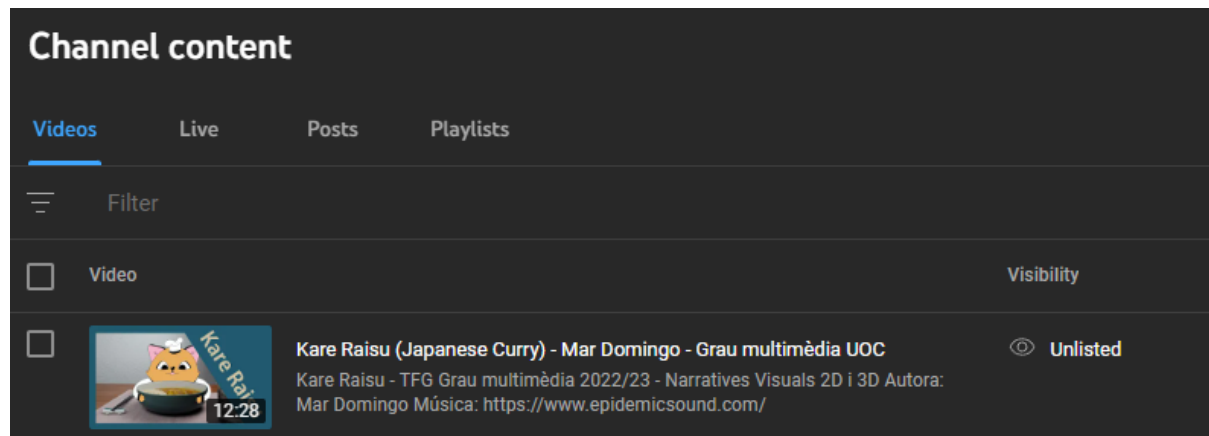 Channel content
Videos Live Posts Playlists
Filter
Video Visibility
Kare Rai
12:28
Kare Raisu (Japanese Curry) - Mar Domingo - Grau multimèdia UOC
Kare Raisu - TFG Grau multimèdia 2022/23 - Narratives Visuals 2D i 3D Autora:
Mar Domingo Música: https://www.epidemicsound.com/
Unlisted